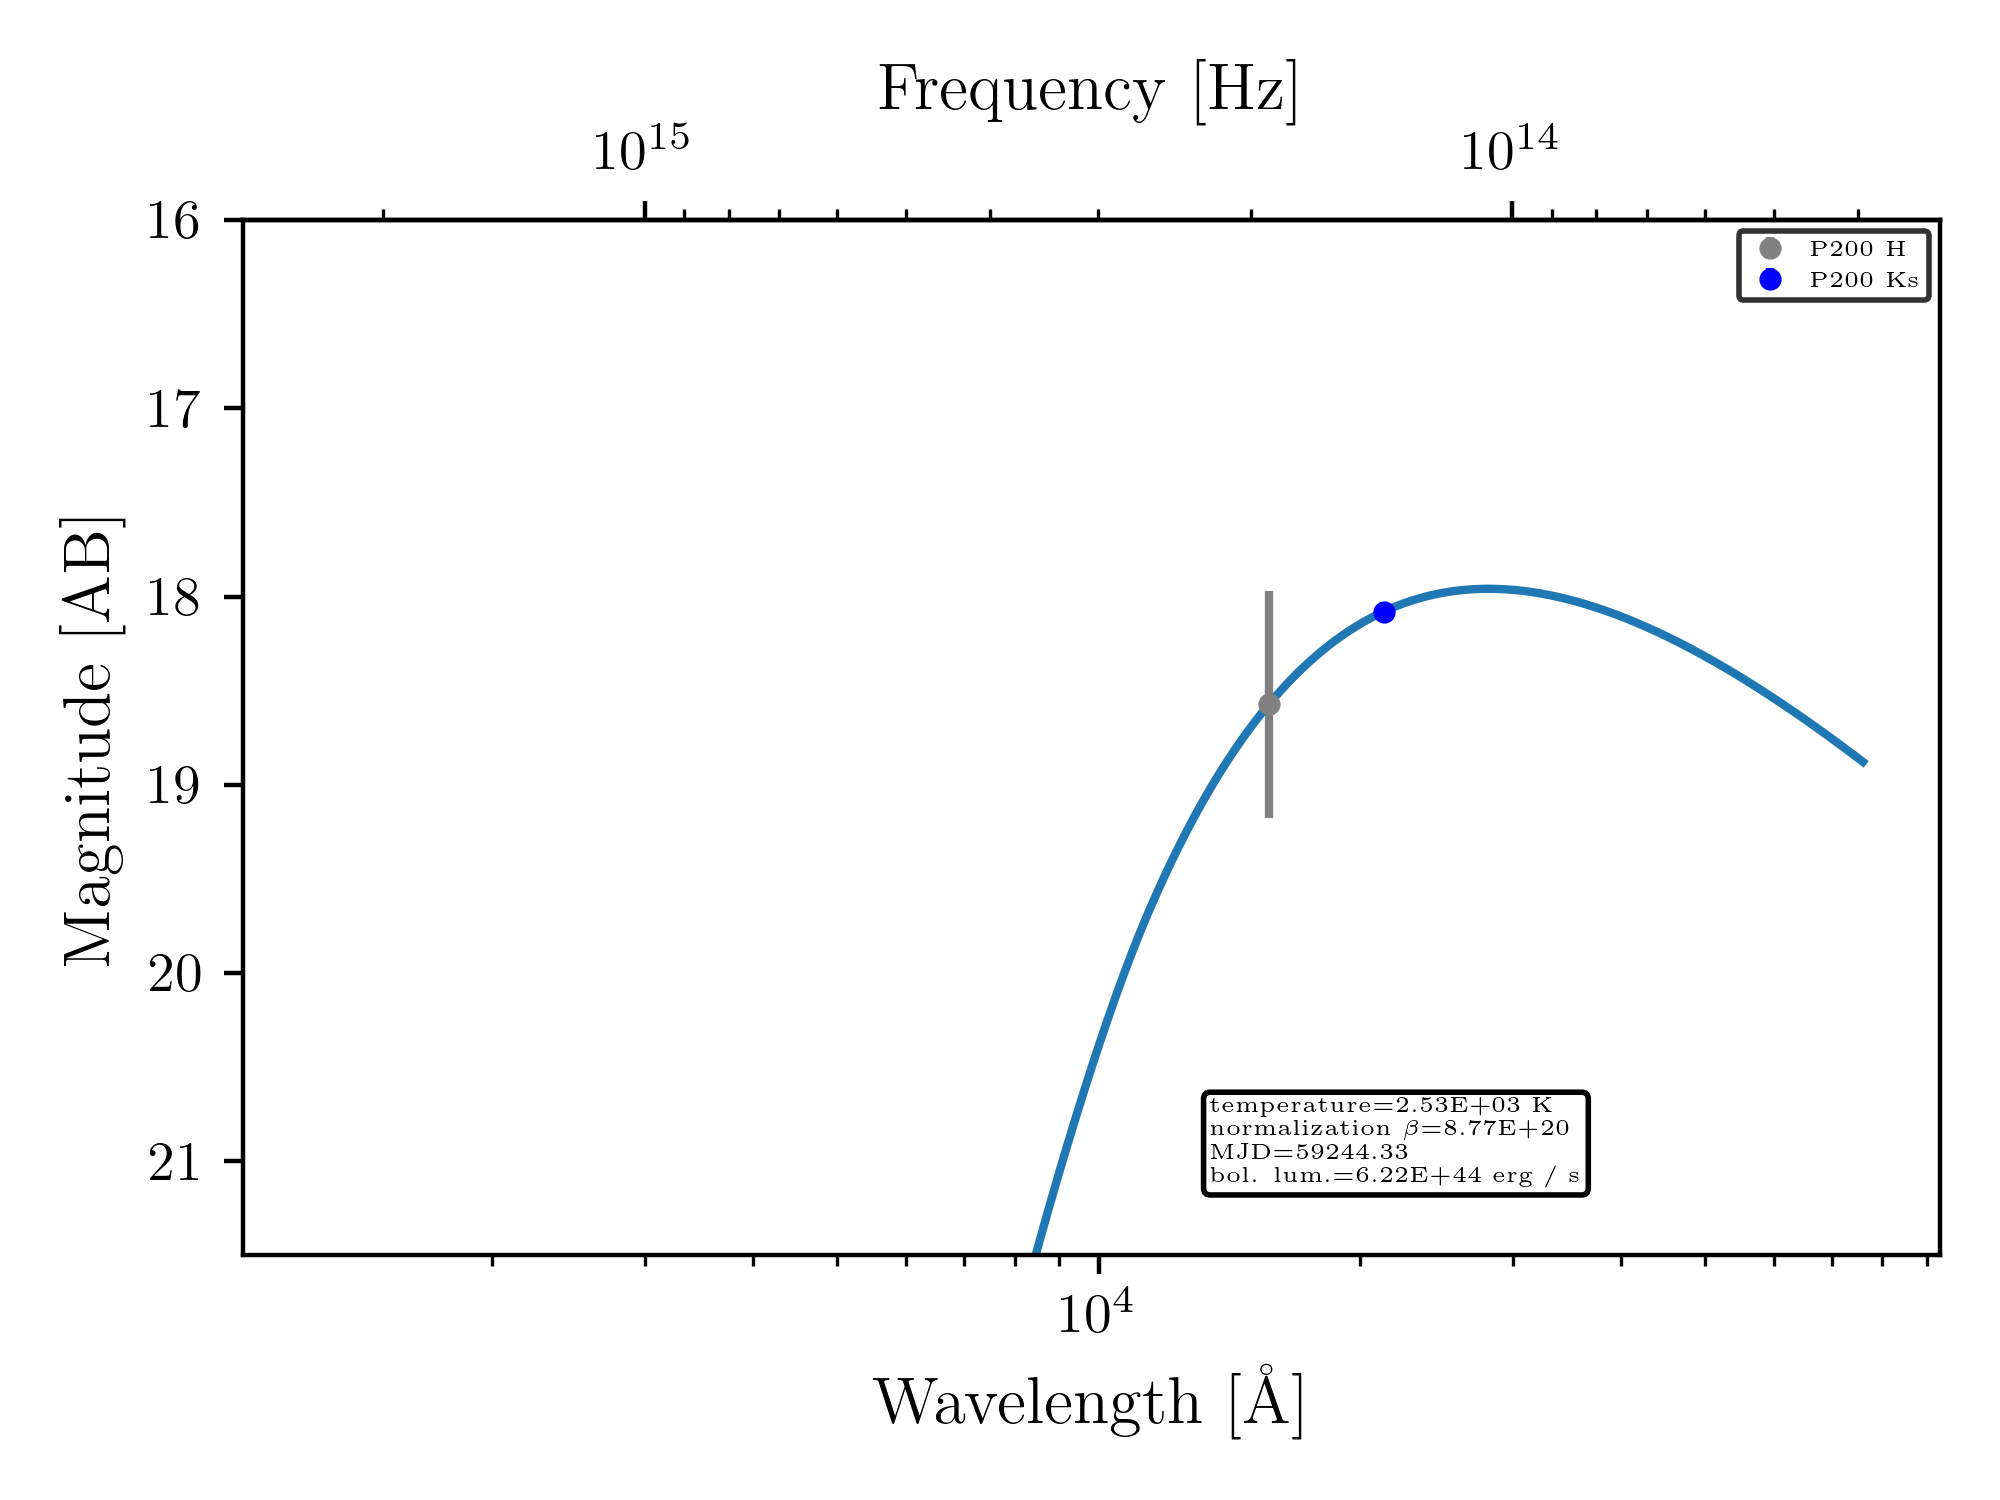 Frequency [Hz]
10^15 10^14
P200 H
P200 Ks
16
17
18
19
20
21
Magnitude [AB]
temperature=2.53E+03 K
normalization β=8.77E+20
MJD=59244.33
bol. lum.=6.22E+44 erg / s
10^4
Wavelength [Å]